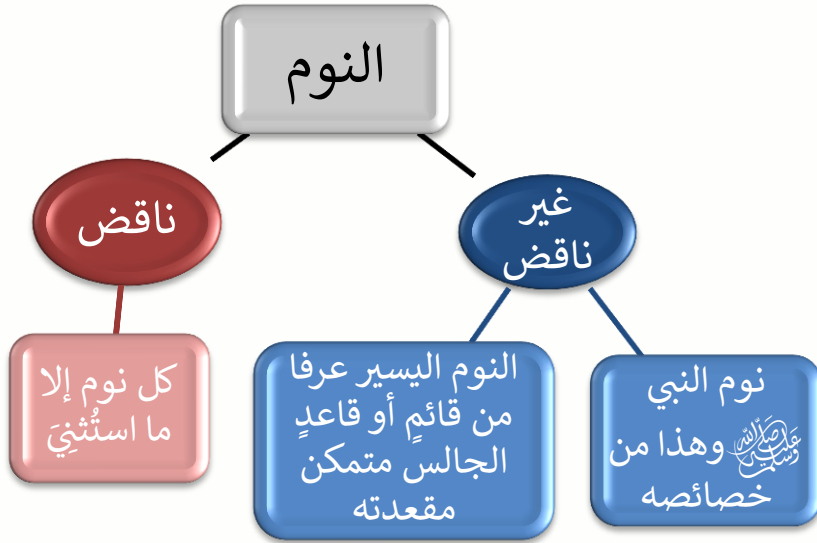 النوم
غير
ناقض
ناقض
نوم النبي
ﷺ وهذا من
خصائصه
النوم اليسير عرفا
من قائمٍ أو قاعدٍ
الجالس متمكن
مقعدته
كل نوم إلا
ما استُثنِيَ